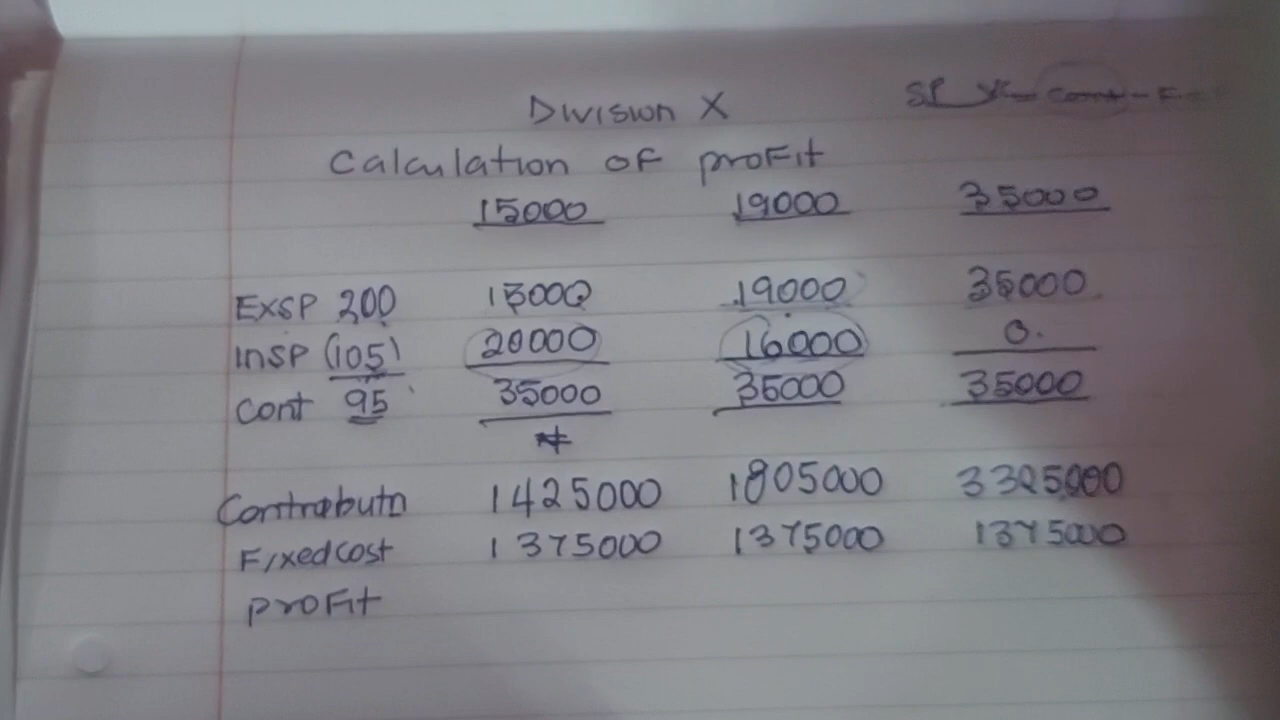 Division X
Calculation of profit
15000 19000 35000
EXSP 200 15000 19000 35000
INSP (105) 20000 16000 0.
Cont 95 35000 35000 35000
Contrabutn 1425000 1805000 3325000
Fixedcost 1375000 1375000 1375000
profit